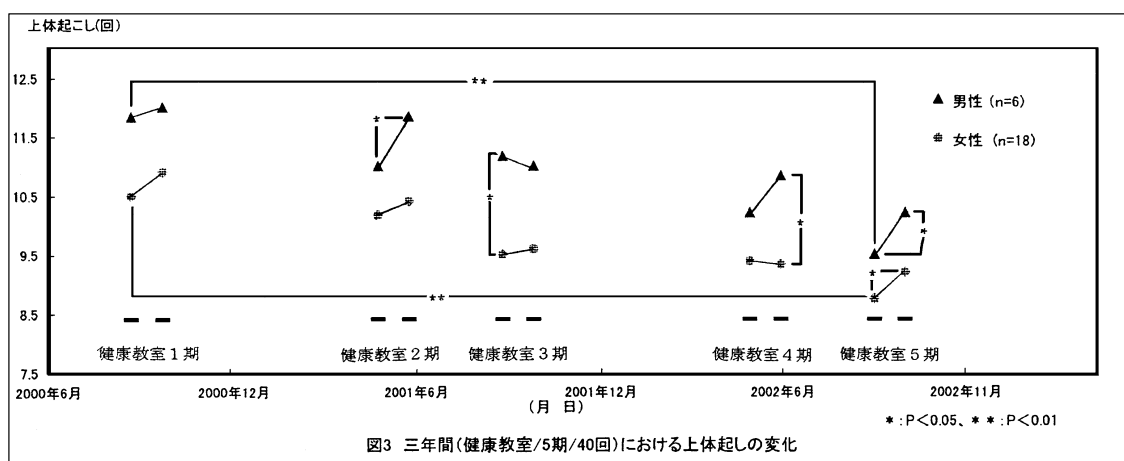 上体起こし(回)
12.5
11.5
10.5
9.5
8.5
7.5
**
*
*
*
*
*
**
▲ 男性 (n=6)
女性 (n=18)
健康教室1期
健康教室2期
健康教室3期
健康教室4期
健康教室5期
2000年6月
2000年12月
2001年6月
2001年12月
2002年6月
2002年11月
(月 日)
*:P<0.05、**:P<0.01
図3 三年間(健康教室/5期/40回)における上体起しの変化